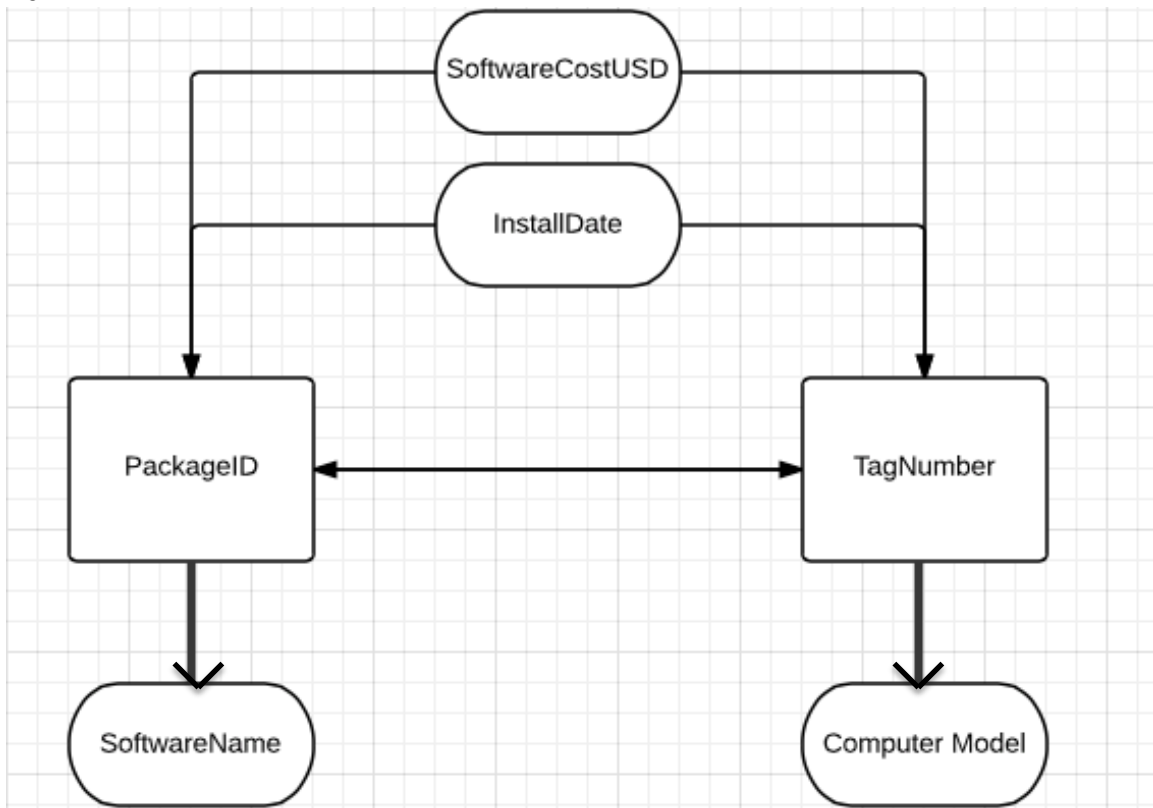 SoftwareCostUSD
InstallDate
PackageID
TagNumber
SoftwareName
Computer Model